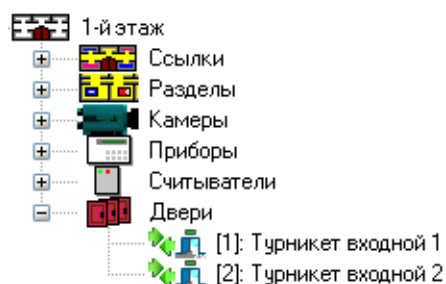 1-й этаж
Ссылки
Разделы
Камеры
Приборы
Считыватели
Двери
[1]: Турникет входной 1
[2]: Турникет входной 2